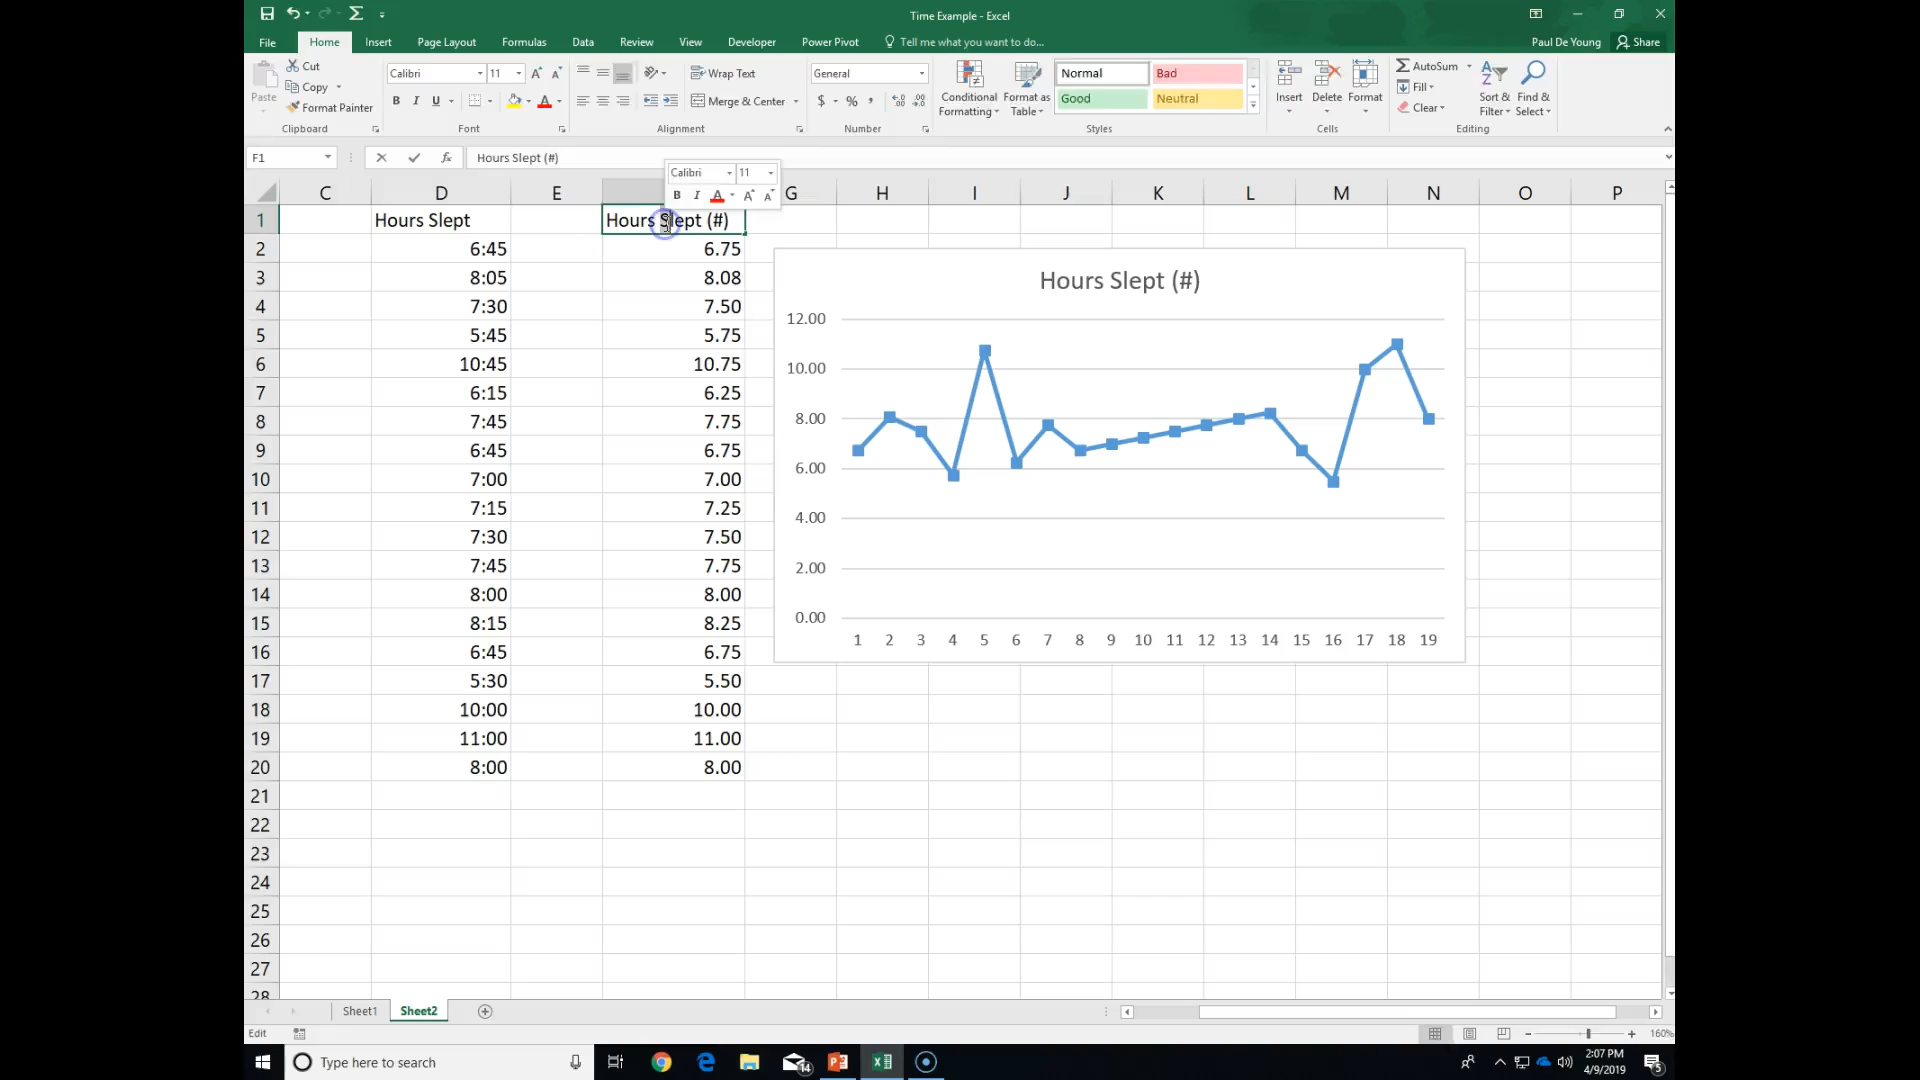 Time Example - Excel
File Home Insert Page Layout Formulas Data Review View Developer Power Pivot Tell me what you want to do... Paul De Young Share
Paste
Cut
Copy
Format Painter
Clipboard
Calibri 11
B I U
Font
Wrap Text
Merge & Center
Alignment
General
$ % ,
Number
Conditional Formatting
Format as Table
Normal Bad
Good Neutral
Styles
Insert Delete Format
Cells
AutoSum
Fill
Clear
Sort & Filter
Find & Select
Editing
F1 fx Hours Slept (#)
Calibri 11
B I A
C D E G H I J K L M N O P
1 Hours Slept Hours Slept (#)
2 6:45 6.75
3 8:05 8.08
4 7:30 7.50
5 5:45 5.75
6 10:45 10.75
7 6:15 6.25
8 7:45 7.75
9 6:45 6.75
10 7:00 7.00
11 7:15 7.25
12 7:30 7.50
13 7:45 7.75
14 8:00 8.00
15 8:15 8.25
16 6:45 6.75
17 5:30 5.50
18 10:00 10.00
19 11:00 11.00
20 8:00 8.00
21
22
23
24
25
26
27
28
Hours Slept (#)
12.00
10.00
8.00
6.00
4.00
2.00
0.00
1 2 3 4 5 6 7 8 9 10 11 12 13 14 15 16 17 18 19
Sheet1 Sheet2
Edit 160%
Type here to search
14
2:07 PM
4/9/2019
5